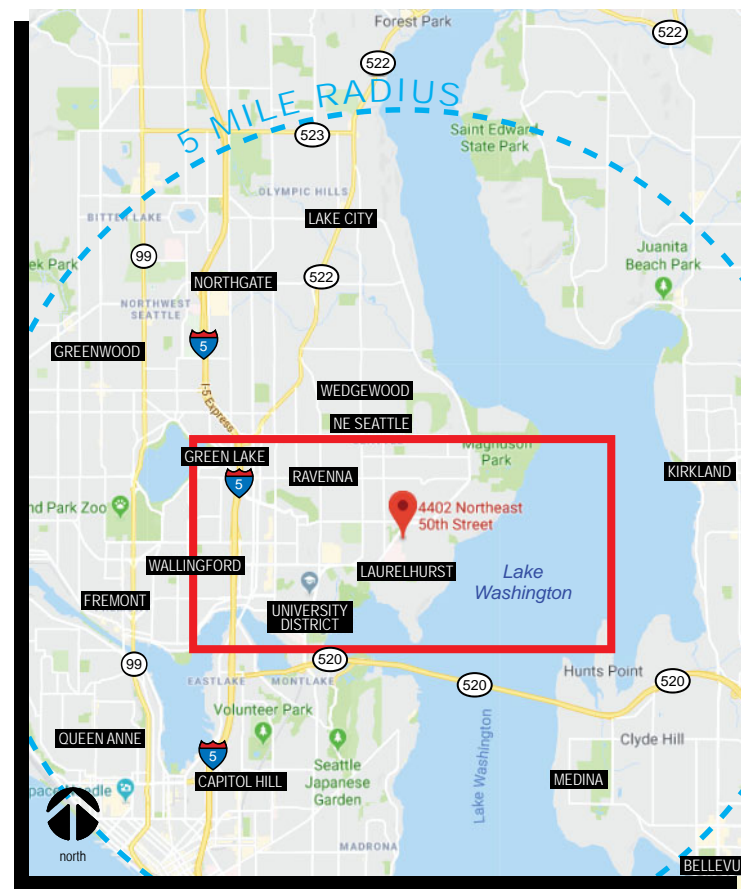 Forest Park
522
522
5 MILE RADIUS
523
Saint Edward
State Park
OLYMPIC HILLS
BITTER LAKE
LAKE CITY
99
Juanita
Beach Park
ek Park
NORTHGATE
522
NORTHWEST
SEATTLE
5
GREENWOOD
I-5 Express
WEDGEWOOD
NE SEATTLE
Magnuson
Park
GREEN LAKE
5
RAVENNA
KIRKLAND
nd Park Zoo
4402 Northeast
50th Street
WALLINGFORD
LAURELHURST
Lake
Washington
FREMONT
UNIVERSITY
DISTRICT
99
520
EASTLAKE
MONTLAKE
520
Hunts Point
520
Volunteer Park
QUEEN ANNE
5
Clyde Hill
Seattle
Japanese
Garden
Lake Washington
CAPITOL HILL
MEDINA
pace Needle
north
MADRONA
BELLEVU